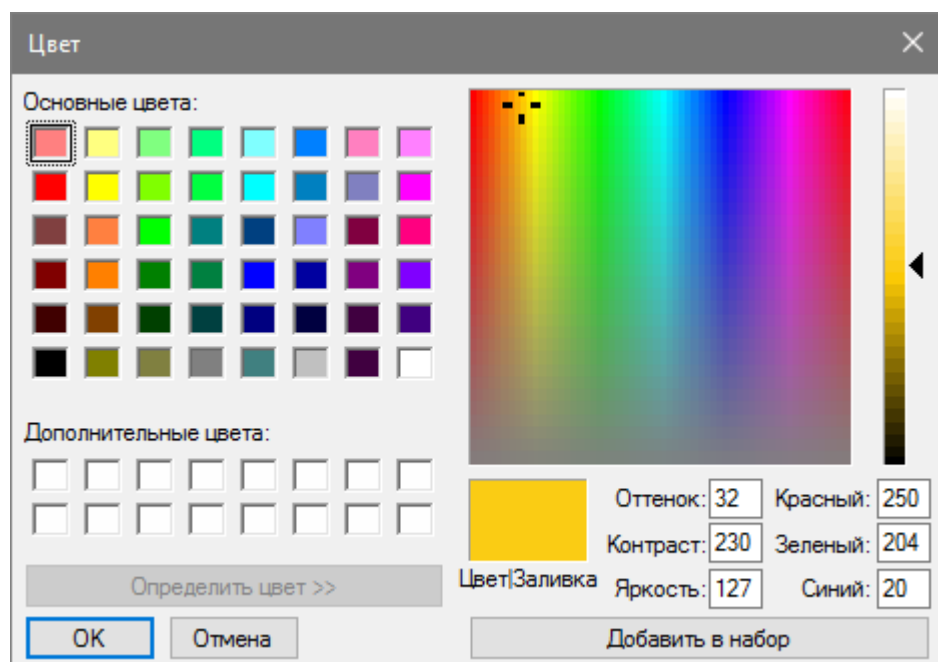 Цвет
Основные цвета:
Дополнительные цвета:
Определить цвет >>
ОК
Отмена
Цвет|Заливка
Оттенок: 32
Контраст: 230
Яркость: 127
Красный: 250
Зеленый: 204
Синий: 20
Добавить в набор